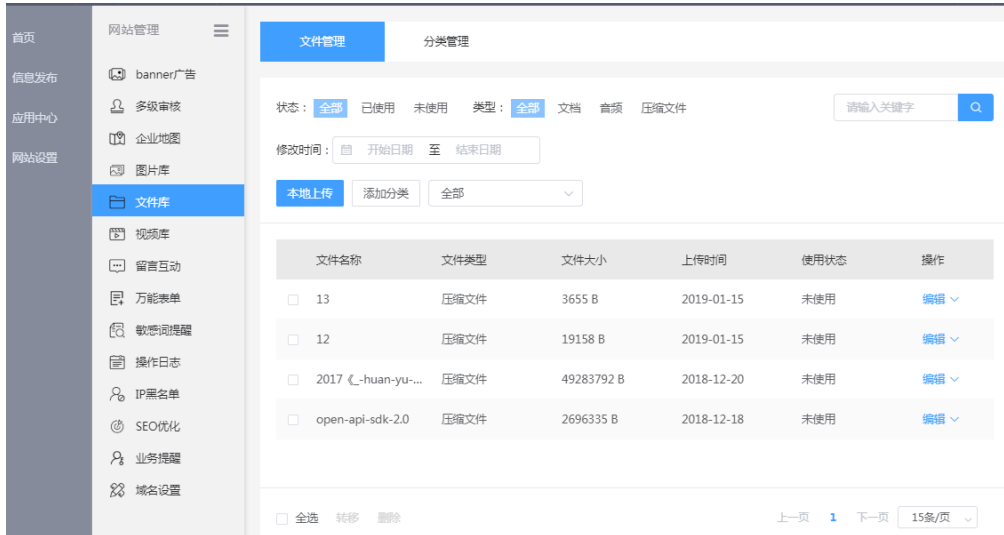 首页
信息发布
应用中心
网站设置
网站管理
banner广告
多级审核
企业地图
图片库
文件库
视频库
留言互动
万能表单
敏感词提醒
操作日志
IP黑名单
SEO优化
业务提醒
域名设置
文件管理 分类管理
状态： 全部 已使用 未使用 类型： 全部 文档 音频 压缩文件 请输入关键字
修改时间： 开始日期 至 结束日期
本地上传 添加分类 全部
文件名称 文件类型 文件大小 上传时间 使用状态 操作
13 压缩文件 3655 B 2019-01-15 未使用 编辑
12 压缩文件 19158 B 2019-01-15 未使用 编辑
2017《_-huan-yu-... 压缩文件 49283792 B 2018-12-20 未使用 编辑
open-api-sdk-2.0 压缩文件 2696335 B 2018-12-18 未使用 编辑
全选 转移 删除 上一页 1 下一页 15条/页